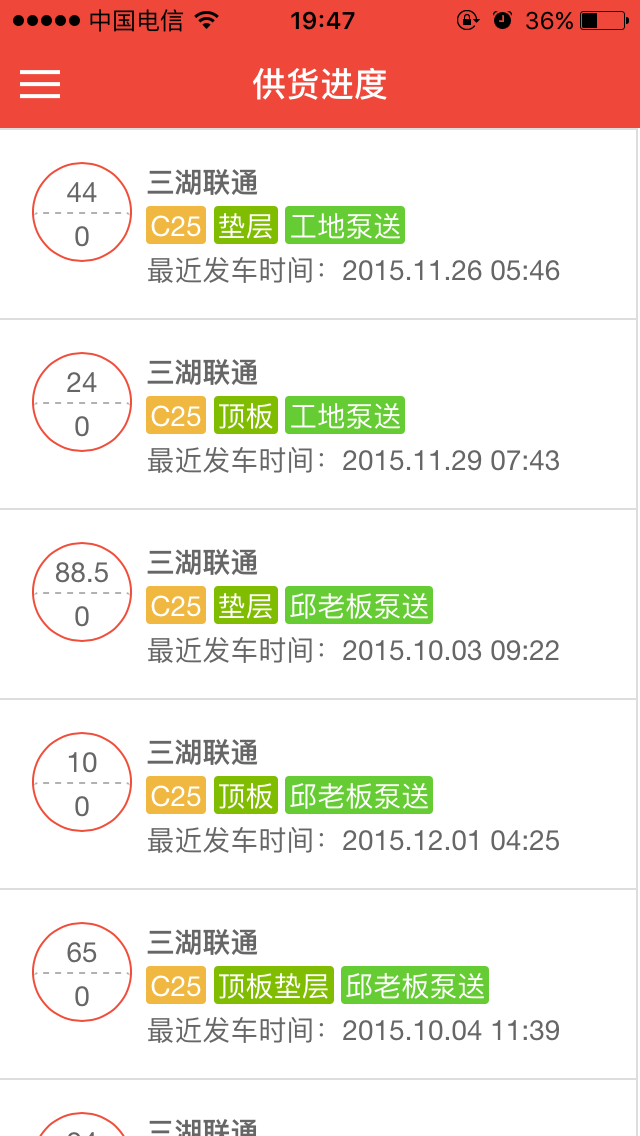 中国电信 19:47 36%
供货进度
44
0
三湖联通
C25 垫层 工地泵送
最近发车时间：2015.11.26 05:46
24
0
三湖联通
C25 顶板 工地泵送
最近发车时间：2015.11.29 07:43
88.5
0
三湖联通
C25 垫层 邱老板泵送
最近发车时间：2015.10.03 09:22
10
0
三湖联通
C25 顶板 邱老板泵送
最近发车时间：2015.12.01 04:25
65
0
三湖联通
C25 顶板垫层 邱老板泵送
最近发车时间：2015.10.04 11:39
三湖联通